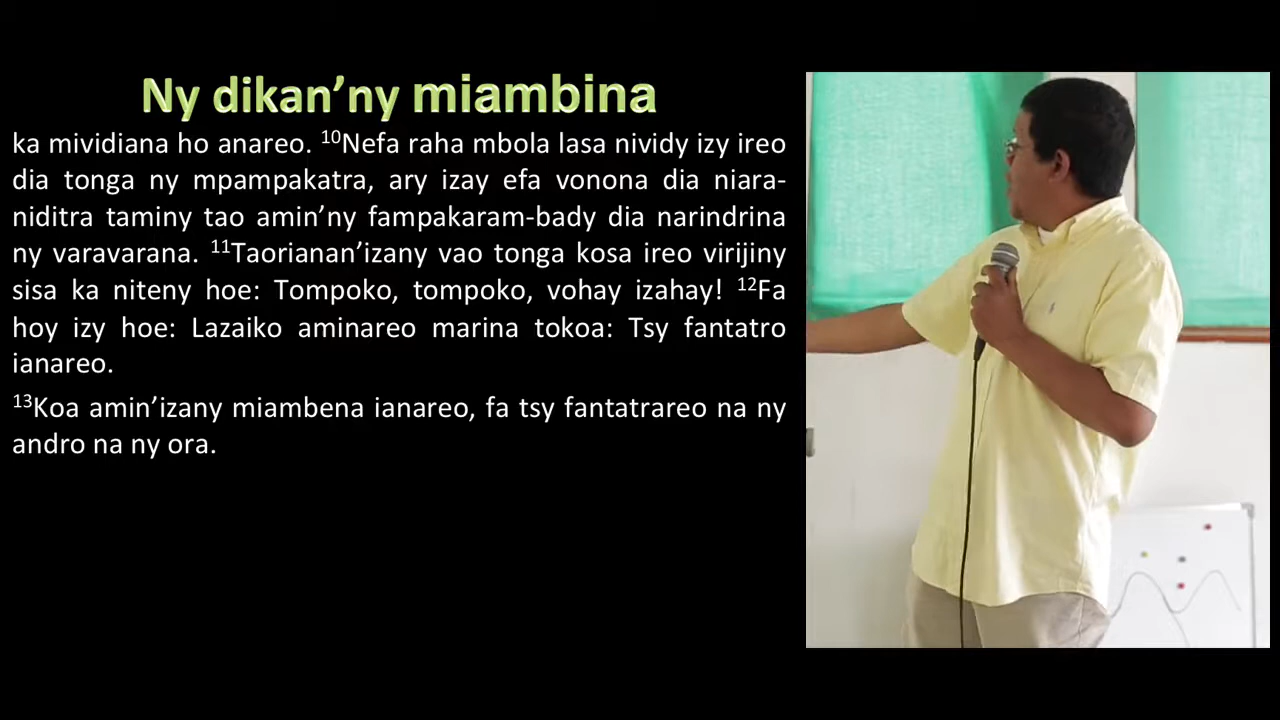 Ny dikan’ny miambina
ka mividiana ho anareo. ¹⁰Nefa raha mbola lasa nividy izy ireo
dia tonga ny mpampakatra, ary izay efa vonona dia niara-
niditra taminy tao amin’ny fampakaram-bady dia narindrina
ny varavarana. ¹¹Taorianan’izany vao tonga kosa ireo virijiny
sisa ka niteny hoe: Tompoko, tompoko, vohay izahay! ¹²Fa
hoy izy hoe: Lazaiko aminareo marina tokoa: Tsy fantatro
ianareo.
¹³Koa amin’izany miambena ianareo, fa tsy fantatrareo na ny
andro na ny ora.